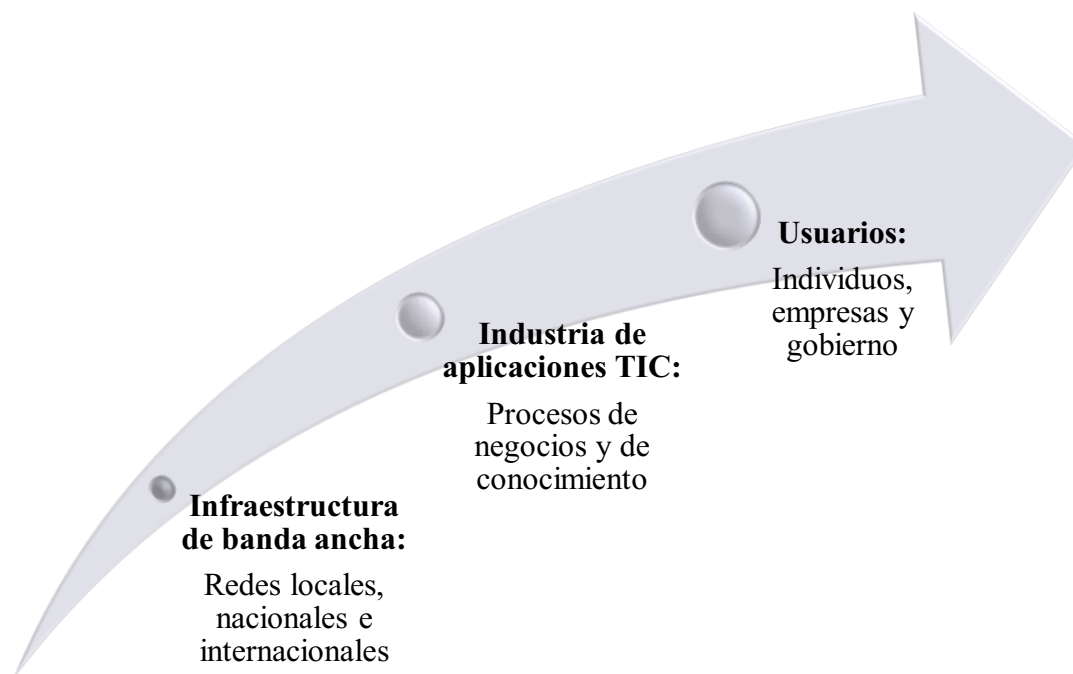 Usuarios:
Individuos,
empresas y
gobierno
Industria de
aplicaciones TIC:
Procesos de
negocios y de
conocimiento
Infraestructura
de banda ancha:
Redes locales,
nacionales e
internacionales